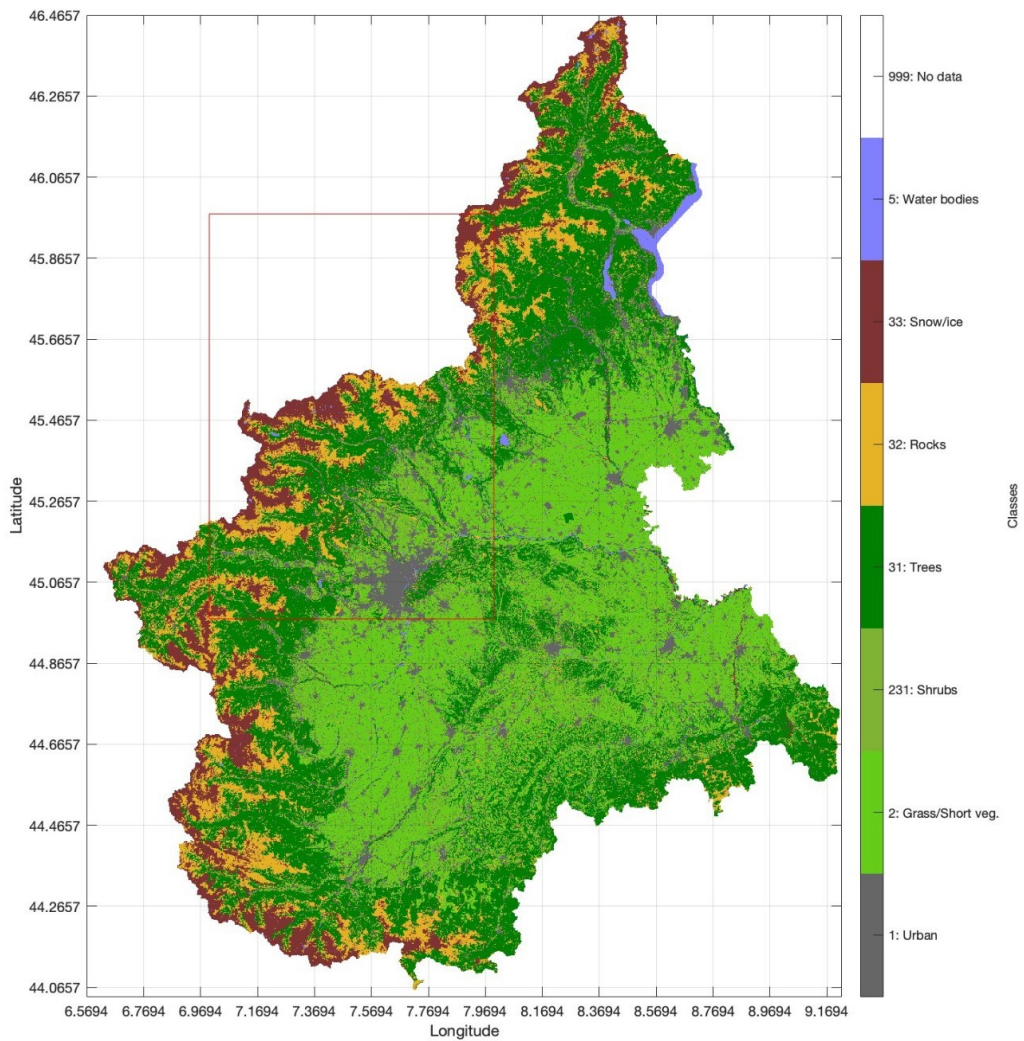 46.4657
46.2657
46.0657
45.8657
45.6657
45.4657
45.2657
45.0657
44.8657
44.6657
44.4657
44.2657
44.0657
Latitude
6.5694 6.7694 6.9694 7.1694 7.3694 7.5694 7.7694 7.9694 8.1694 8.3694 8.5694 8.7694 8.9694 9.1694
Longitude
999: No data
5: Water bodies
33: Snow/ice
32: Rocks
31: Trees
231: Shrubs
2: Grass/Short veg.
1: Urban
Classes